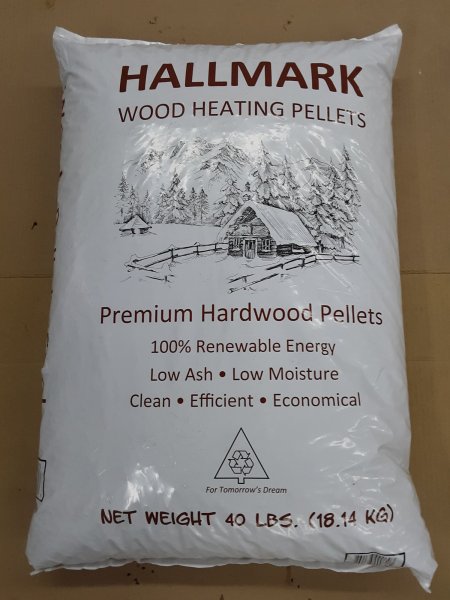 HALLMARK
WOOD HEATING PELLETS
Premium Hardwood Pellets
100% Renewable Energy
Low Ash • Low Moisture
Clean • Efficient • Economical
For Tomorrow's Dream
NET WEIGHT 40 LBS. (18.14 KG)